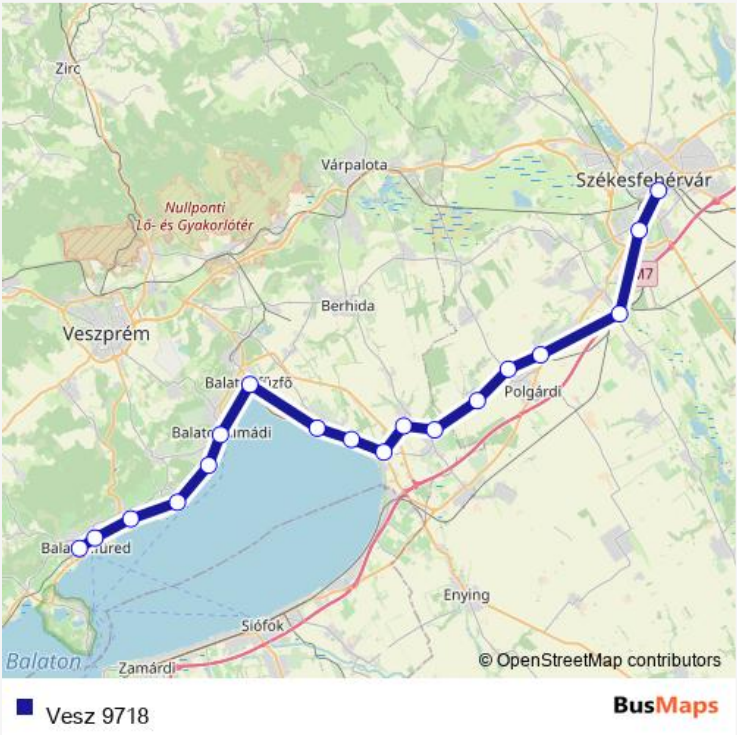 Zirc
Várpalota
Székesfehérvár
Nullponti
Lő- és Gyakorlótér
M7
Berhida
Veszprém
Polgárdi
Enying
Siófok
Balaton
Zamárdi
© OpenStreetMap contributors
Vesz 9718
BusMaps